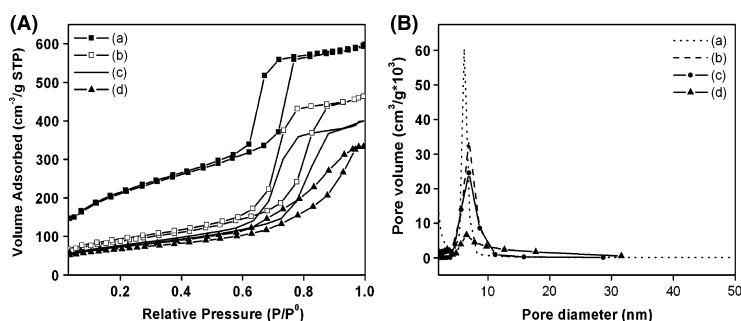 (A)
Volume Adsorbed (cm⁻³/g STP)
600
500
400
300
200
100
0
(a)
(b)
(c)
(d)
0.2
0.4
0.6
0.8
1.0
Relative Pressure (P/P⁰)
(B)
Pore volume (cm³/g*10³)
60
50
40
30
20
10
0
(a)
(b)
(c)
(d)
10
20
30
40
50
Pore diameter (nm)